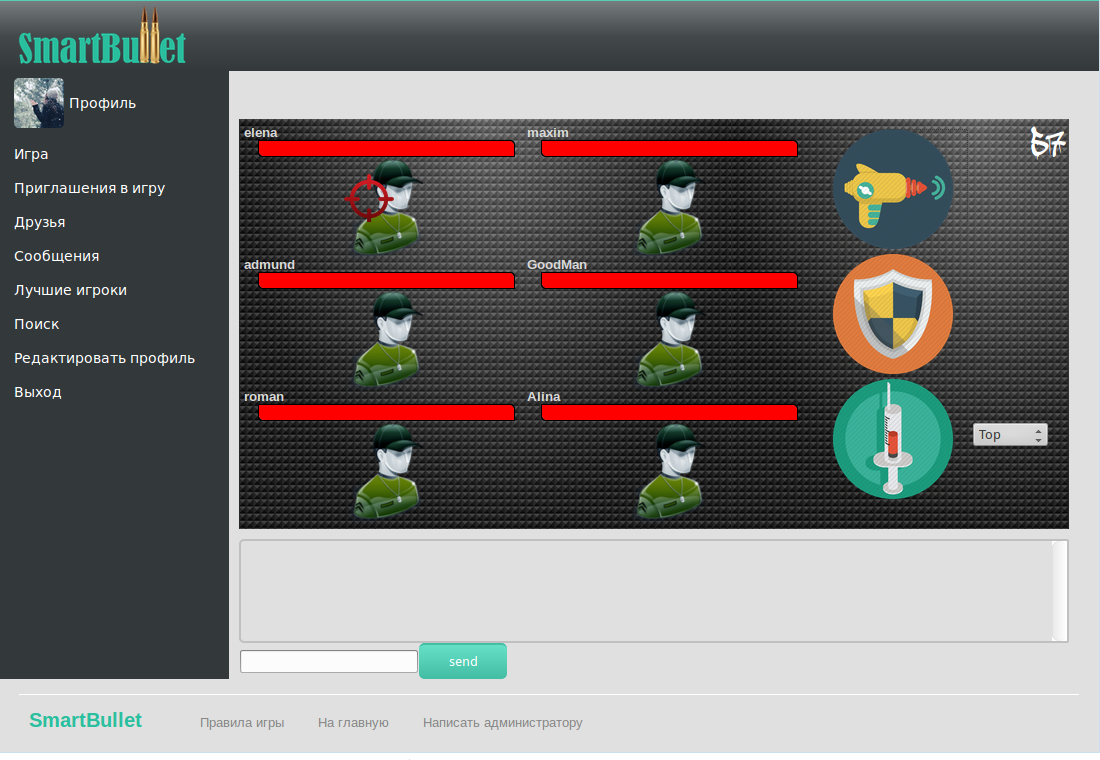 SmartBullet
Профиль
Игра
Приглашения в игру
Друзья
Сообщения
Лучшие игроки
Поиск
Редактировать профиль
Выход
elena
maxim
57
admund
GoodMan
roman
Alina
Top
send
SmartBullet
Правила игры
На главную
Написать администратору